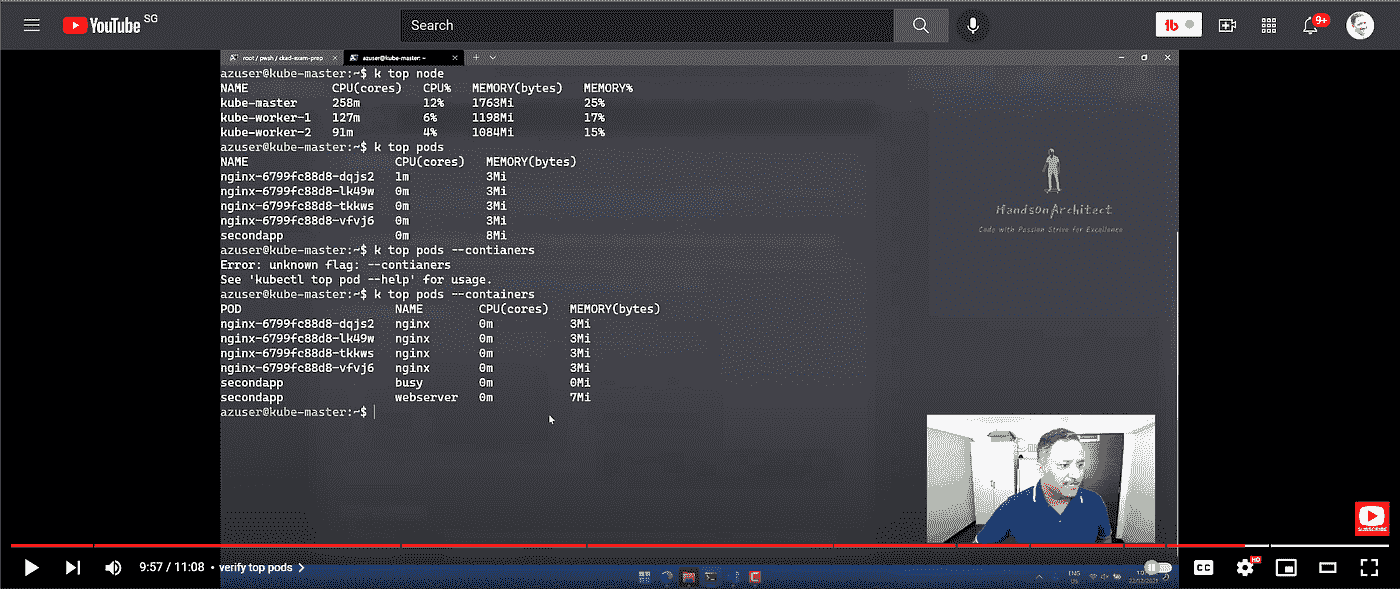 YouTube SG
Search
9+
root / pwsh / ckad-exam-prep
azuser@kube-master: ~
azuser@kube-master:~$ k top node
NAME CPU(cores) CPU% MEMORY(bytes) MEMORY%
kube-master 258m 12% 1763Mi 25%
kube-worker-1 127m 6% 1198Mi 17%
kube-worker-2 91m 4% 1084Mi 15%
azuser@kube-master:~$ k top pods
NAME CPU(cores) MEMORY(bytes)
nginx-6799fc88d8-dqjs2 1m 3Mi
nginx-6799fc88d8-lk49w 0m 3Mi
nginx-6799fc88d8-tkkws 0m 3Mi
nginx-6799fc88d8-vfvj6 0m 3Mi
secondapp 0m 8Mi
azuser@kube-master:~$ k top pods --contianers
Error: unknown flag: --contianers
See 'kubectl top pod --help' for usage.
azuser@kube-master:~$ k top pods --containers
POD NAME CPU(cores) MEMORY(bytes)
nginx-6799fc88d8-dqjs2 nginx 0m 3Mi
nginx-6799fc88d8-lk49w nginx 0m 3Mi
nginx-6799fc88d8-tkkws nginx 0m 3Mi
nginx-6799fc88d8-vfvj6 nginx 0m 3Mi
secondapp busy 0m 0Mi
secondapp webserver 0m 7Mi
azuser@kube-master:~$
HandsonArchitect
Code with Passion Strive for Excellence
SUBSCRIBE
9:57 / 11:08 • verify top pods
ENG
CC
HD